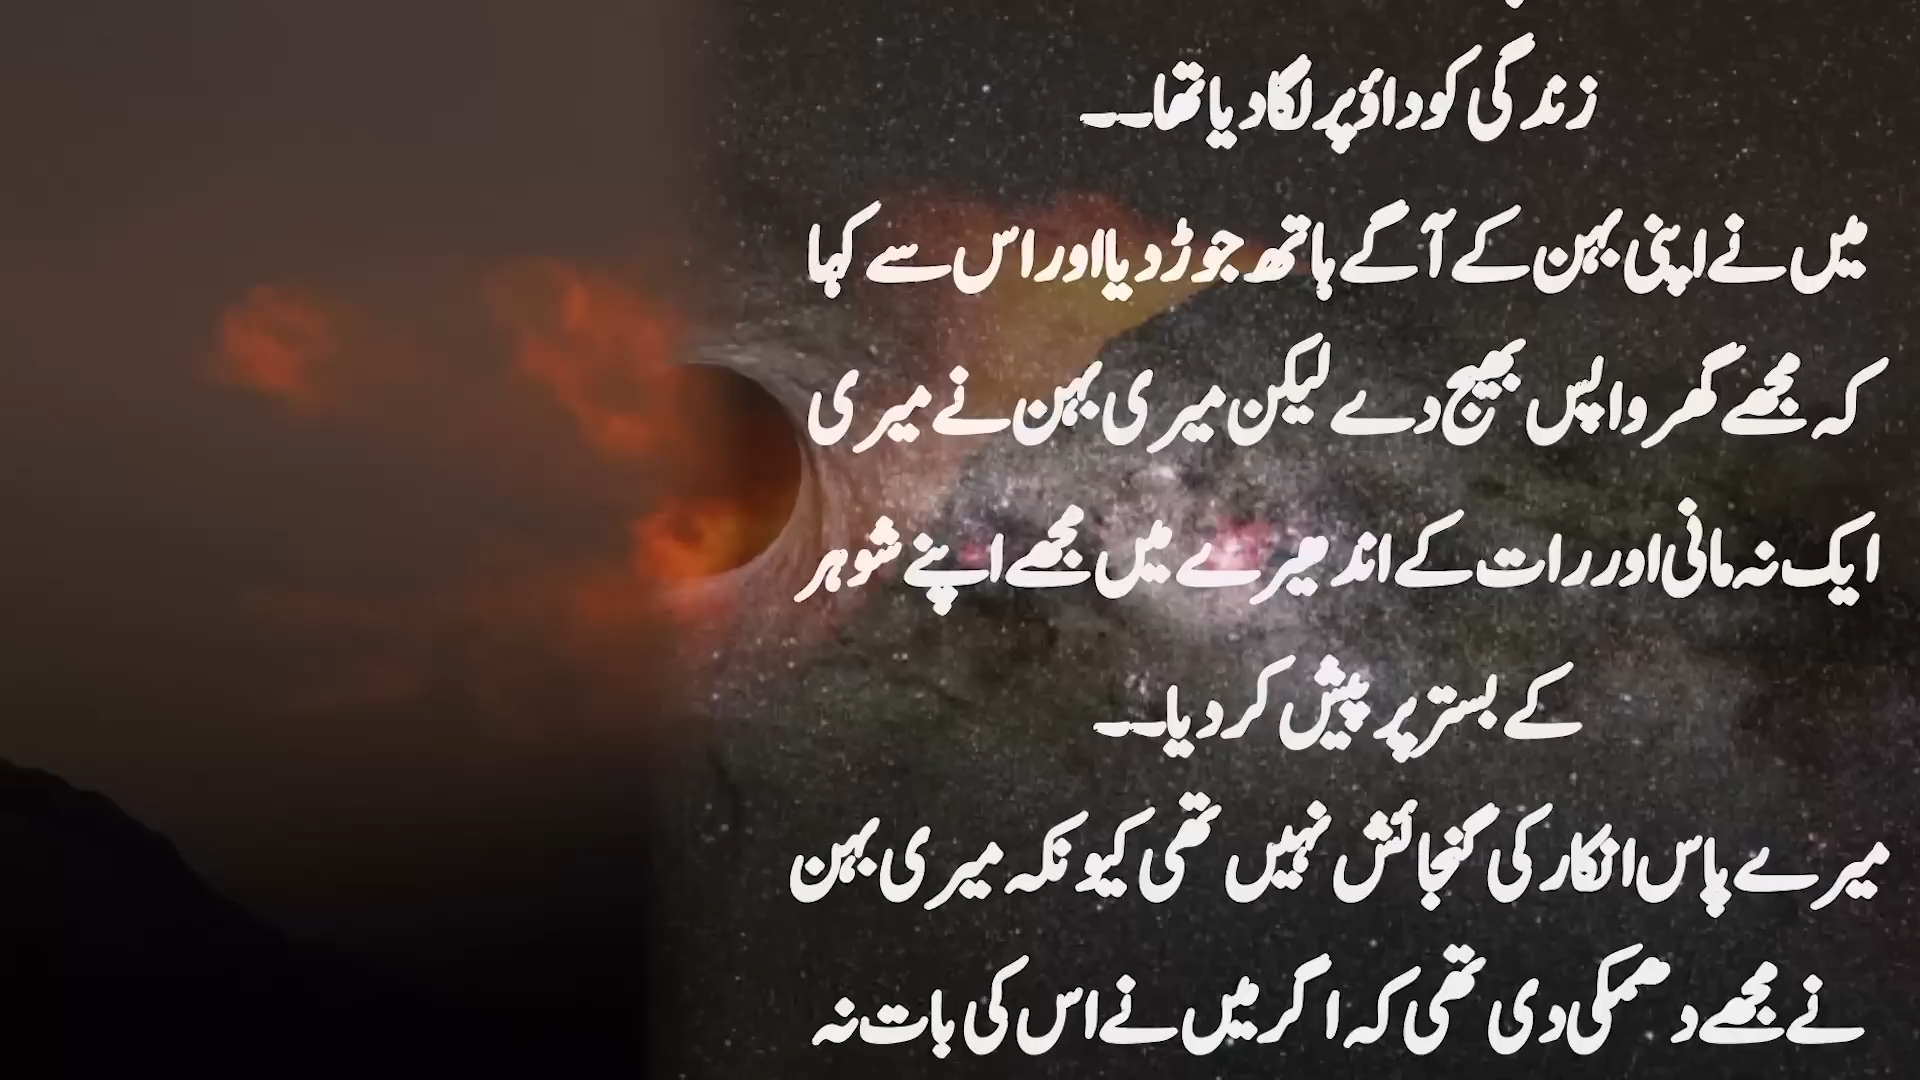 زندگی کو داؤ پر لگا دیا تھا۔۔
میں نے اپنی بہن کے آگے ہاتھ جوڑ دیا اور اس سے کہا
کہ مجھے گھر واپس بھیج دے لیکن میری بہن نے میری
ایک نہ مانی اور رات کے اندھیرے میں مجھے اپنے شوہر
کے بستر پر پیش کر دیا۔۔
میرے پاس انکار کی گنجائش نہیں تھی کیونکہ میری بہن
نے مجھے دھمکی دی تھی کہ اگر میں نے اس کی بات نہ